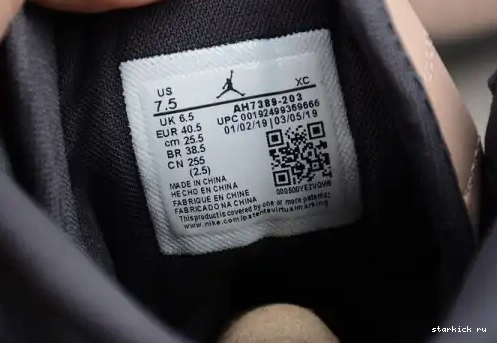 US XC
7.5
AH7389-203
UPC 00192499369666
01/02/19 | 03/05/19
UK 6.5
EUR 40.5
cm 25.5
BR 38.5
CN 255
(2.5)
MADE IN CHINA
HECHO EN CHINA
FABRIQUE EN CHINE
FABRICADO NA CHINA
This product is covered by one or more patents.
www.nike.com/patentsvirtualmarking
starkick ru